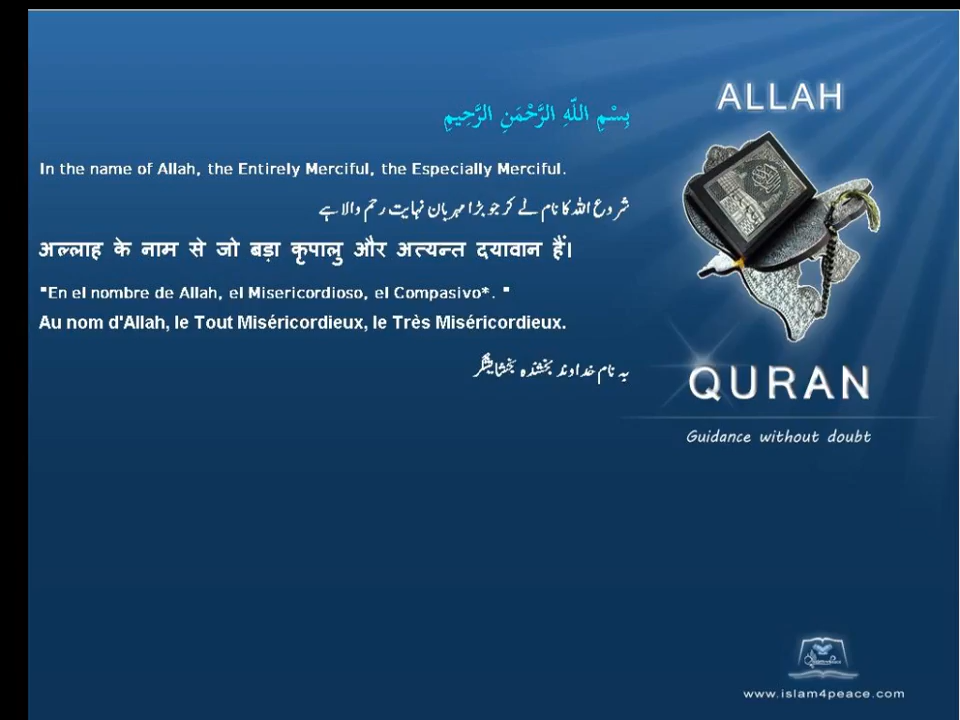 بِسْمِ اللّهِ الرَّحْمَنِ الرَّحِيمِ
In the name of Allah, the Entirely Merciful, the Especially Merciful.
شروع اللہ کا نام لے کر جو بڑا مہربان نہایت رحم والا ہے
अल्लाह के नाम से जो बड़ा कृपालु और अत्यन्त दयावान हैं।
"En el nombre de Allah, el Misericordioso, el Compasivo*. "
Au nom d'Allah, le Tout Miséricordieux, le Très Miséricordieux.
به نام خداوند بخشنده بخشایشگر
ALLAH
QURAN
Guidance without doubt
www.islam4peace.com